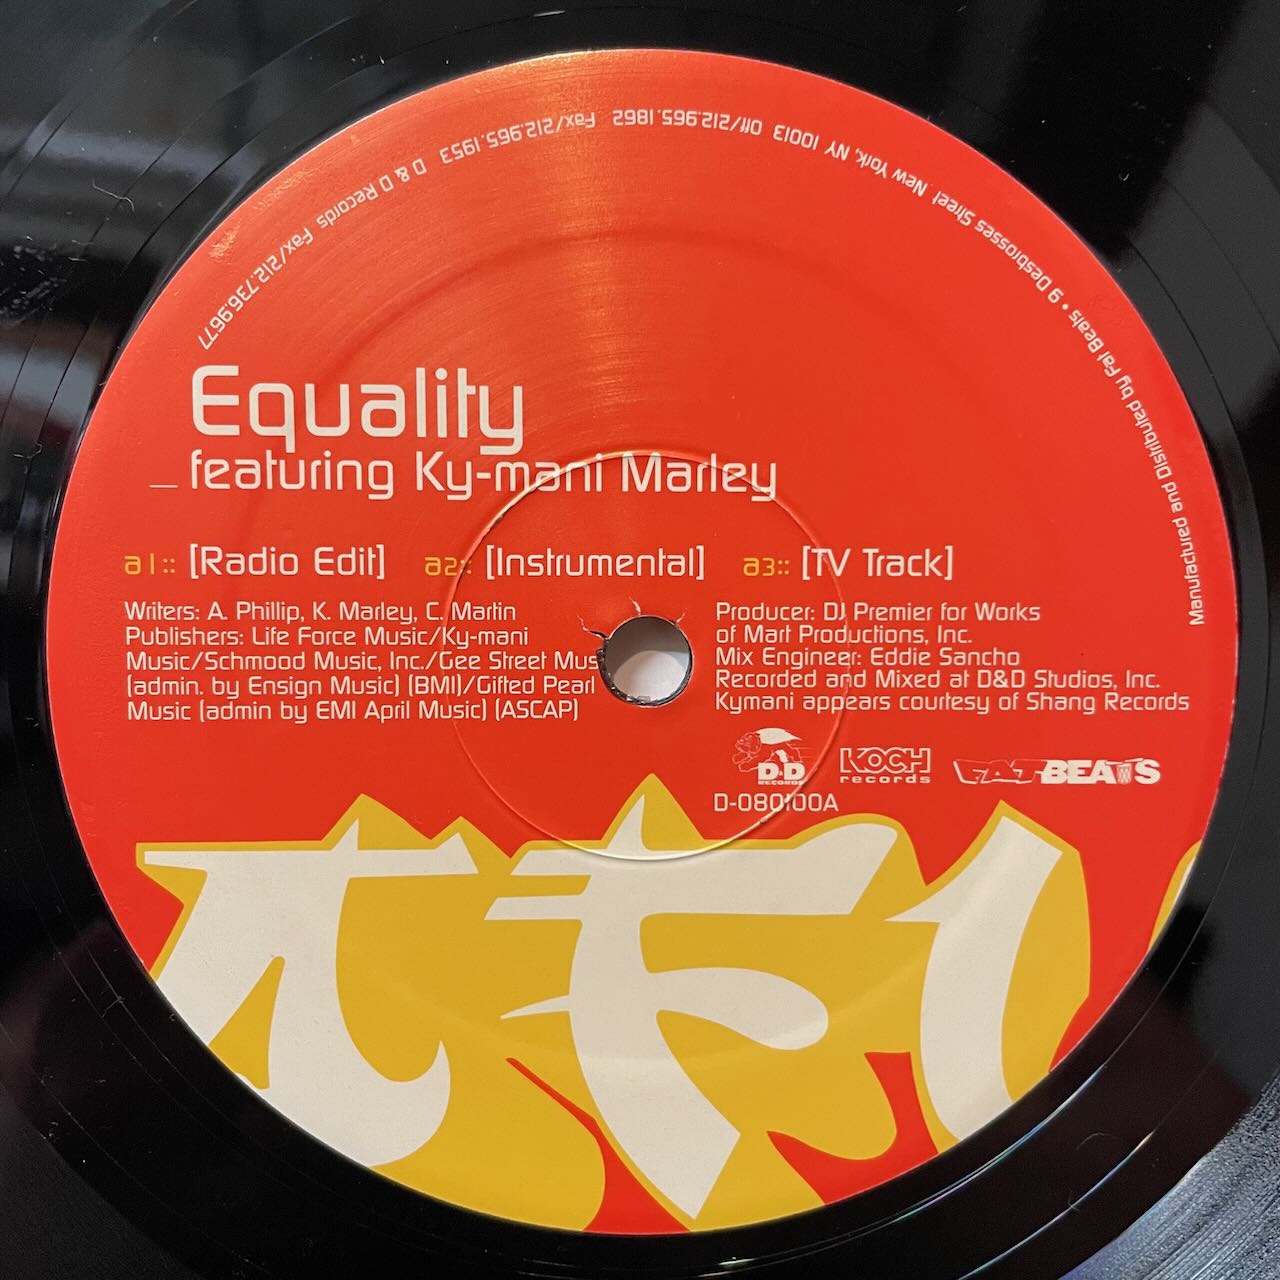 Manufactured and Distributed by Fat Beats • 9 Desbrosses Street New York, NY 10013 Off/212.965.1862 Fax/212.965.1953 D & D Records Fax/212.736.9677
Equality
_ featuring Ky-mani Marley
a1:: [Radio Edit] a2:: [Instrumental] a3:: [TV Track]
Writers: A. Phillip, K. Marley, C. Martin
Publishers: Life Force Music/Ky-mani
Music/Schmood Music, Inc./Gee Street Mus
(admin. by Ensign Music) (BMI)/Gifted Pearl
Music (admin by EMI April Music) (ASCAP)
Producer: DJ Premier for Works
of Mart Productions, Inc.
Mix Engineer: Eddie Sancho
Recorded and Mixed at D&D Studios, Inc.
Kymani appears courtesy of Shang Records
D&D RECORDS
KOCH records
FAT BEATS
D-080100A
AFU